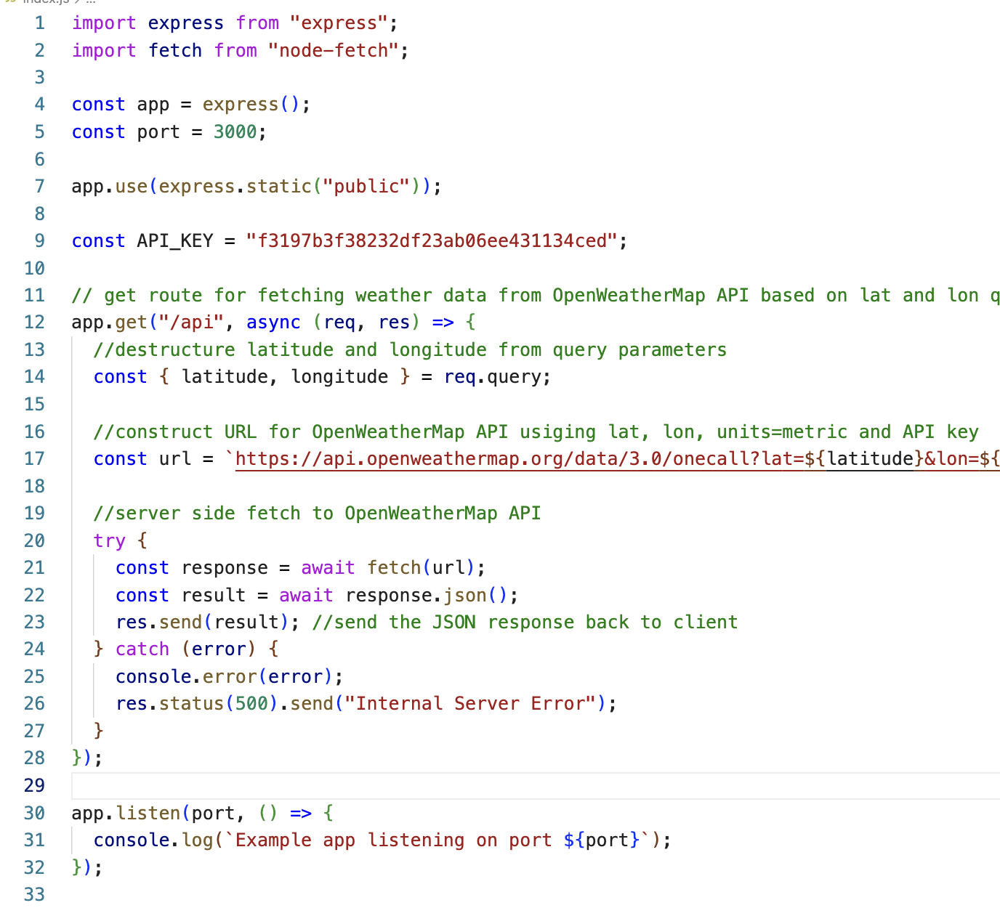 index.js > ...
1 import express from "express";
2 import fetch from "node-fetch";
3
4 const app = express();
5 const port = 3000;
6
7 app.use(express.static("public"));
8
9 const API_KEY = "f3197b3f38232df23ab06ee431134ced";
10
11 // get route for fetching weather data from OpenWeatherMap API based on lat and lon q
12 app.get("/api", async (req, res) => {
13 //destructure latitude and longitude from query parameters
14 const { latitude, longitude } = req.query;
15
16 //construct URL for OpenWeatherMap API usiging lat, lon, units=metric and API key
17 const url = `https://api.openweathermap.org/data/3.0/onecall?lat=${latitude}&lon=${
18
19 //server side fetch to OpenWeatherMap API
20 try {
21 const response = await fetch(url);
22 const result = await response.json();
23 res.send(result); //send the JSON response back to client
24 } catch (error) {
25 console.error(error);
26 res.status(500).send("Internal Server Error");
27 }
28 });
29
30 app.listen(port, () => {
31 console.log(`Example app listening on port ${port}`);
32 });
33